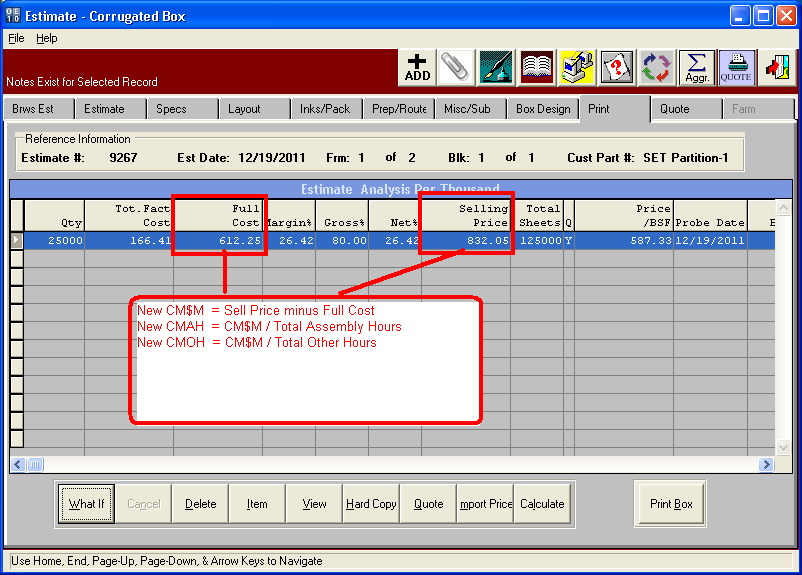 Estimate - Corrugated Box
File Help
Notes Exist for Selected Record
ADD
Aggr.
QUOTE
Brws Est Estimate Specs Layout Inks/Pack Prep/Route Misc/Sub Box Design Print Quote Farm
Reference Information
Estimate #: 9267 Est Date: 12/19/2011 Frm: 1 of 2 Blk: 1 of 1 Cust Part #: SET Partition-1
Estimate Analysis Per Thousand
Tot.Fact Full Selling Total Price
Qty Cost Cost Margin% Gross% Net% Price Sheets Q /BSF Probe Date
25000 166.41 612.25 26.42 80.00 26.42 832.05 125000 Y 587.33 12/19/2011
New CM$M = Sell Price minus Full Cost
New CMAH = CM$M / Total Assembly Hours
New CMOH = CM$M / Total Other Hours
What If Cancel Delete Item View Hard Copy Quote mport Price Calculate Print Box
Use Home, End, Page-Up, Page-Down, & Arrow Keys to Navigate